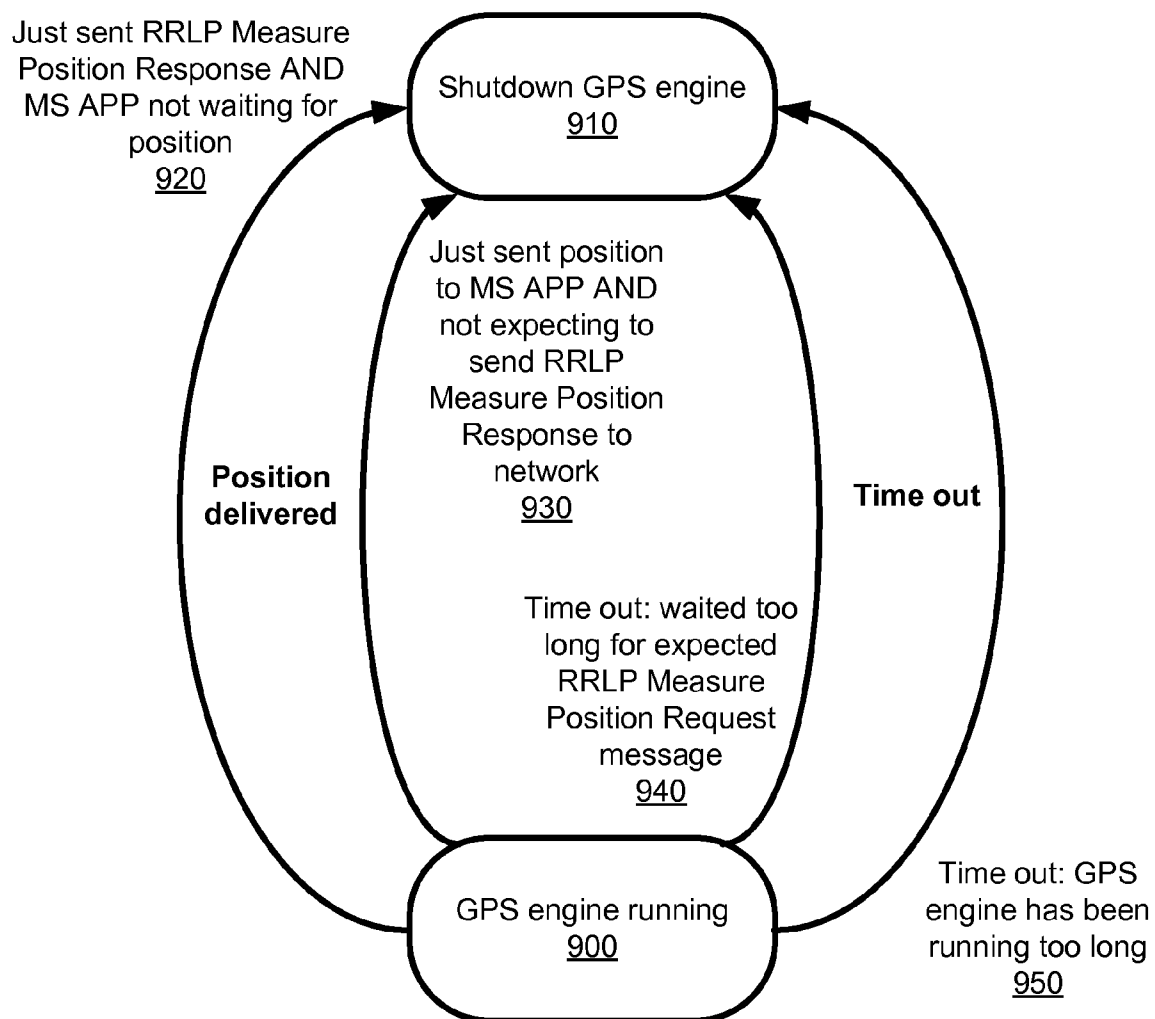 Just sent RRLP Measure
Position Response AND
MS APP not waiting for
position
920
Shutdown GPS engine
910
Just sent position
to MS APP AND
not expecting to
send RRLP
Measure Position
Response to
network
930
Position
delivered
Time out
Time out: waited too
long for expected
RRLP Measure
Position Request
message
940
GPS engine running
900
Time out: GPS
engine has been
running too long
950